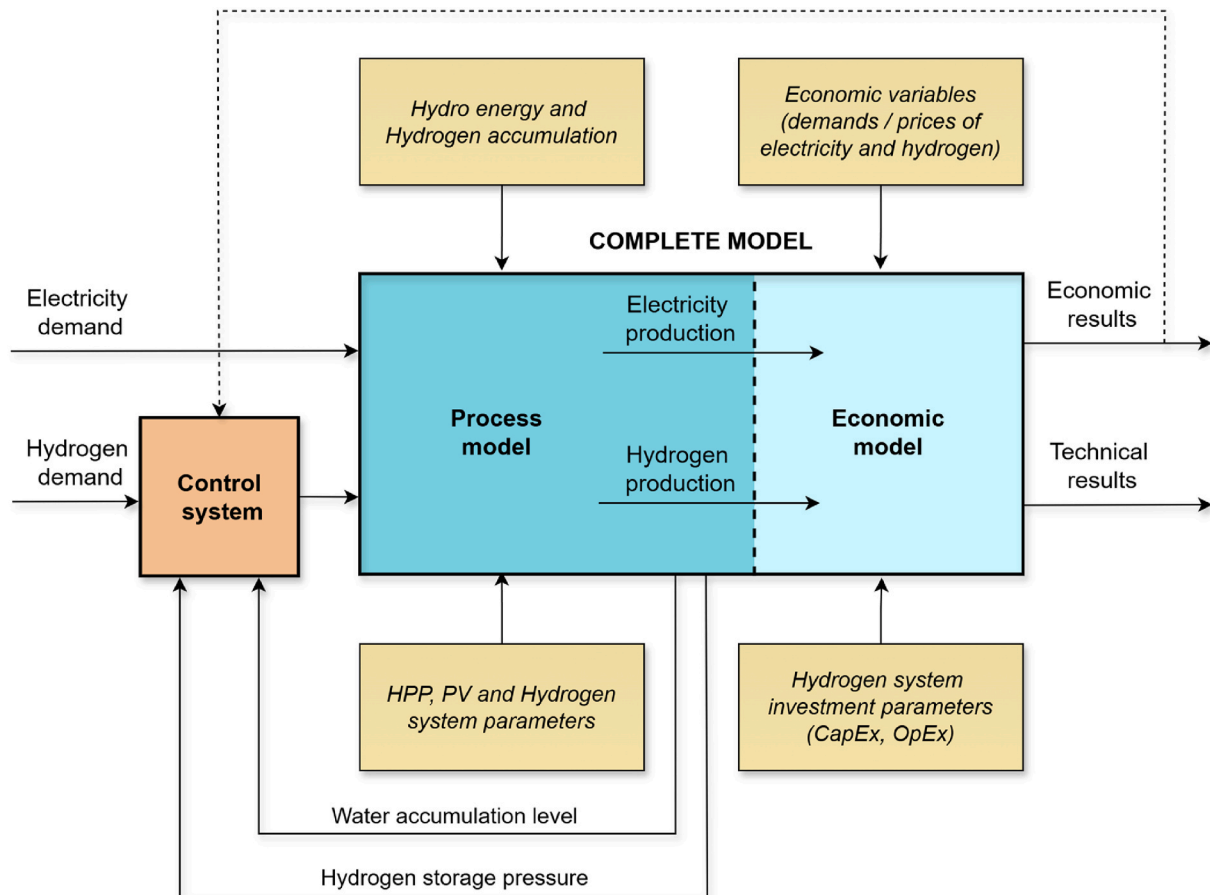 Hydro energy and
Hydrogen accumulation
Economic variables
(demands / prices of
electricity and hydrogen)
COMPLETE MODEL
Electricity
demand
Electricity
production
Economic
results
Hydrogen
demand
Control
system
Process
model
Hydrogen
production
Economic
model
Technical
results
HPP, PV and Hydrogen
system parameters
Hydrogen system
investment parameters
(CapEx, OpEx)
Water accumulation level
Hydrogen storage pressure